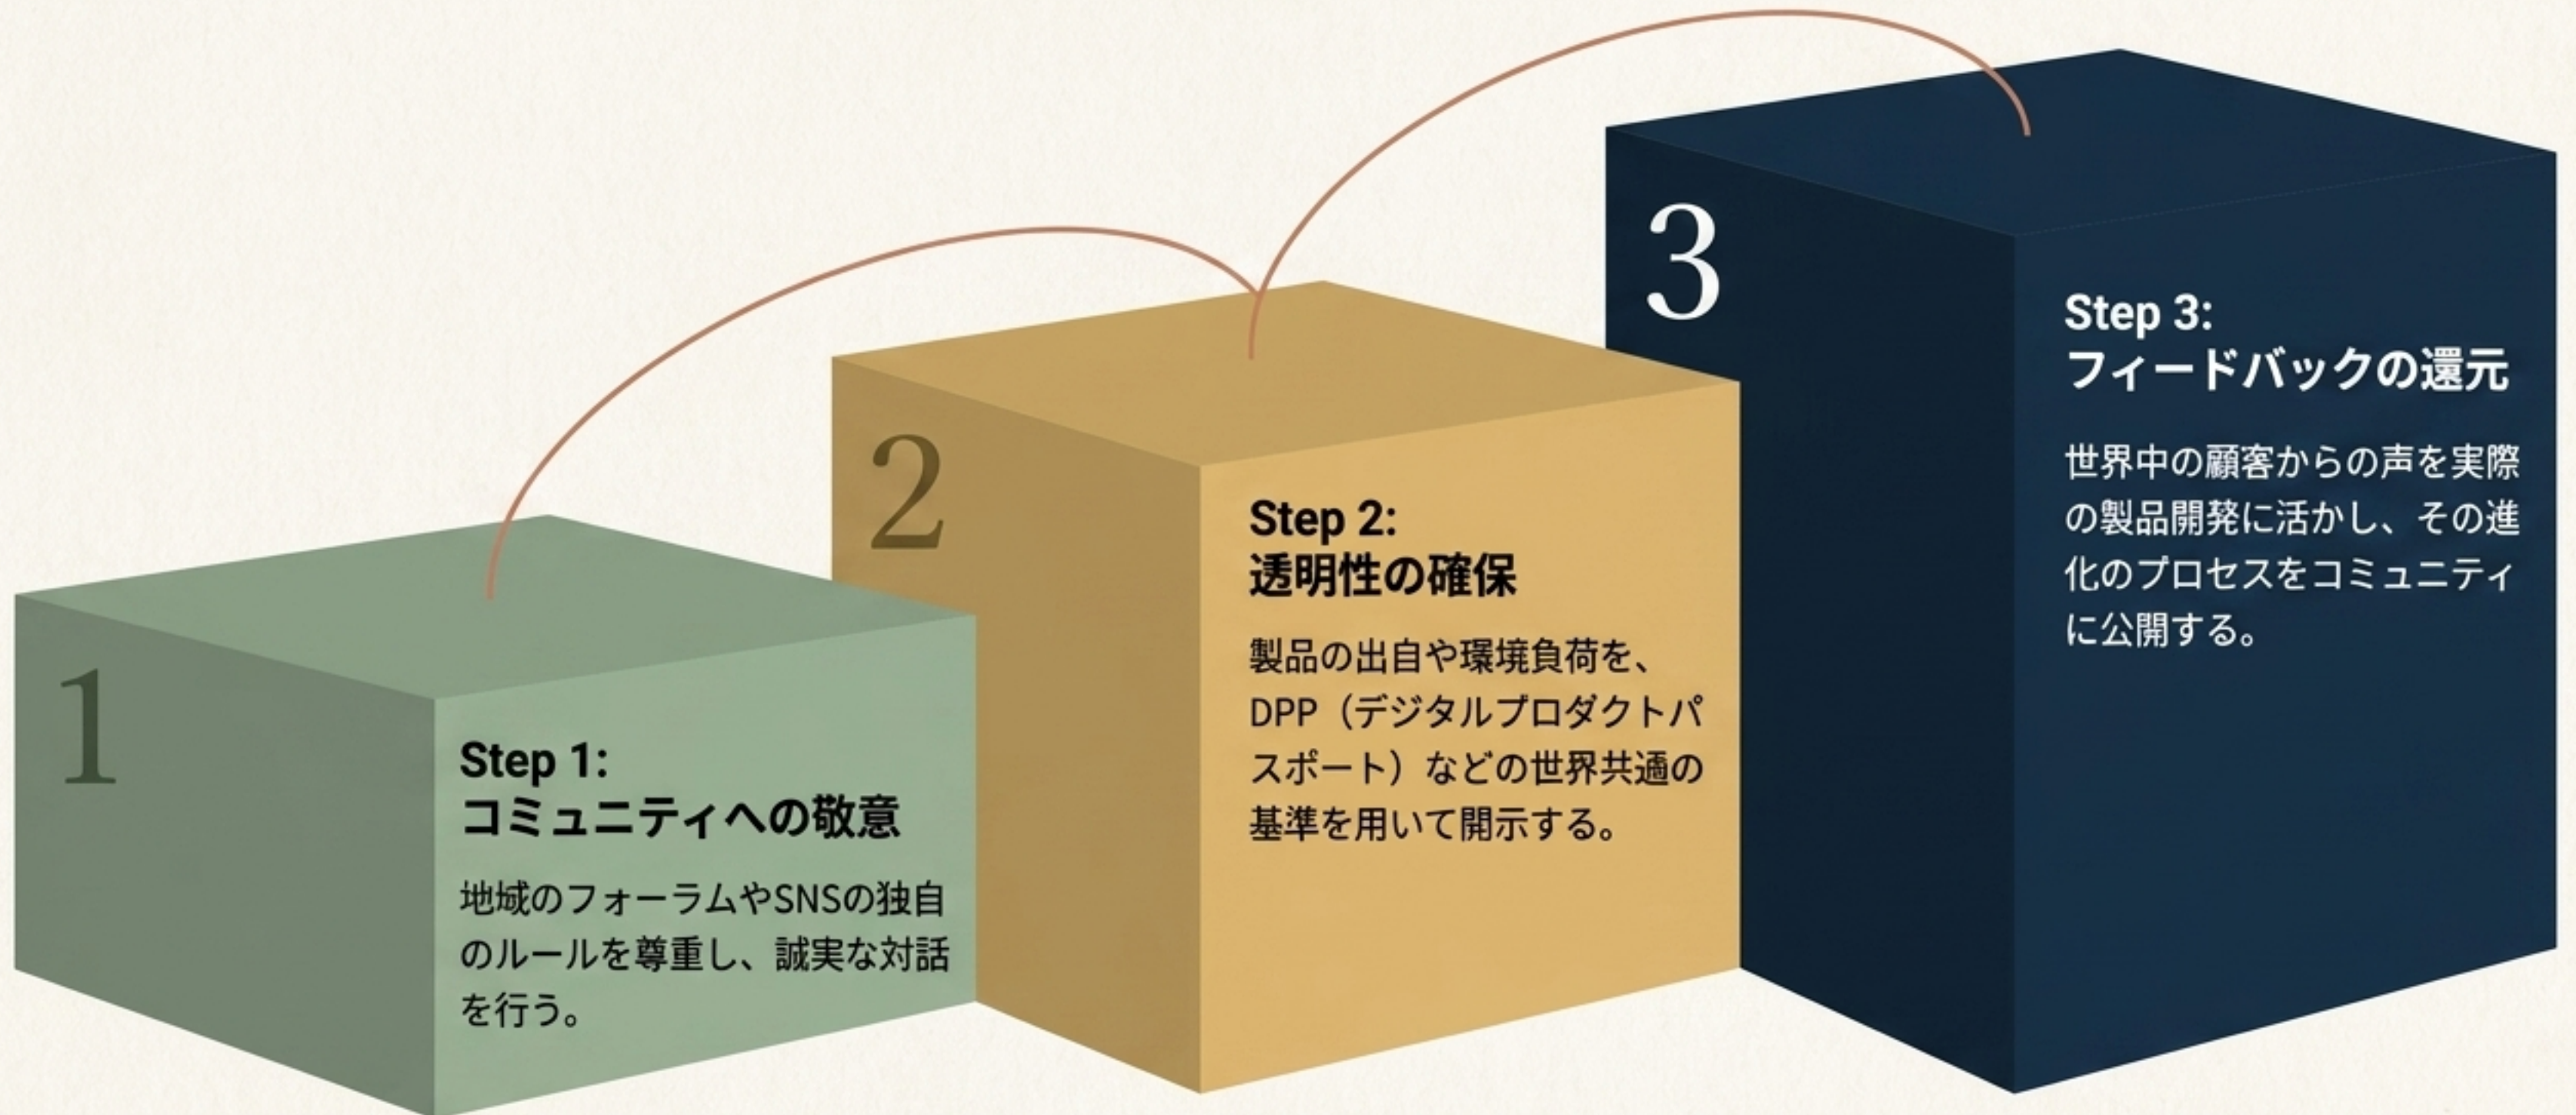 1
Step 1:
コミュニティへの敬意
地域のフォーラムやSNSの独自
のルールを尊重し、誠実な対話
を行う。
2
Step 2:
透明性の確保
製品の出自や環境負荷を、
DPP（デジタルプロダクトパ
スポート）などの世界共通の
基準を用いて開示する。
3
Step 3:
フィードバックの還元
世界中の顧客からの声を実際
の製品開発に活かし、その進
化のプロセスをコミュニティ
に公開する。